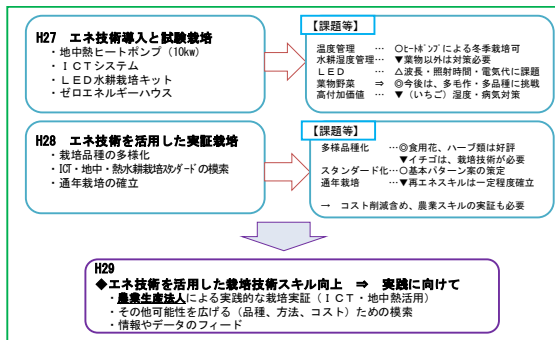 H27 エネ技術導入と試験栽培
・地中熱ヒートポンプ（10kw）
・ＩＣＴシステム
・ＬＥＤ水耕栽培キット
・ゼロエネルギーハウス
【課題等】
温度管理 … ○ﾋｰﾄﾎﾟﾝﾌﾟによる冬季栽培可
水耕湿度管理… ▼葉物以外は対策必要
ＬＥＤ … △波長・照射時間・電気代に課題
葉物野菜 ⇒ ◎今後は、多毛作・多品種に挑戦
高付加価値 … ▼（いちご）湿度・病気対策
H28 エネ技術を活用した実証栽培
・栽培品種の多様化
・ICT・地中・熱水耕栽培ｽﾀﾝﾀﾞｰﾄﾞの模索
・通年栽培の確立
【課題等】
多様品種化 …◎食用花、ハーブ類は好評
▼イチゴは、栽培技術が必要
スタンダード化…○基本パターン案の策定
通年栽培 …▼再エネスキルは一定程度確立
→ コスト削減含め、農業スキルの実証も必要
H29
◆エネ技術を活用した栽培技術スキル向上 ⇒ 実践に向けて
・農業生産法人による実践的な栽培実証（ＩＣＴ・地中熱活用）
・その他可能性を広げる（品種、方法、コスト）ための模索
・情報やデータのフィード